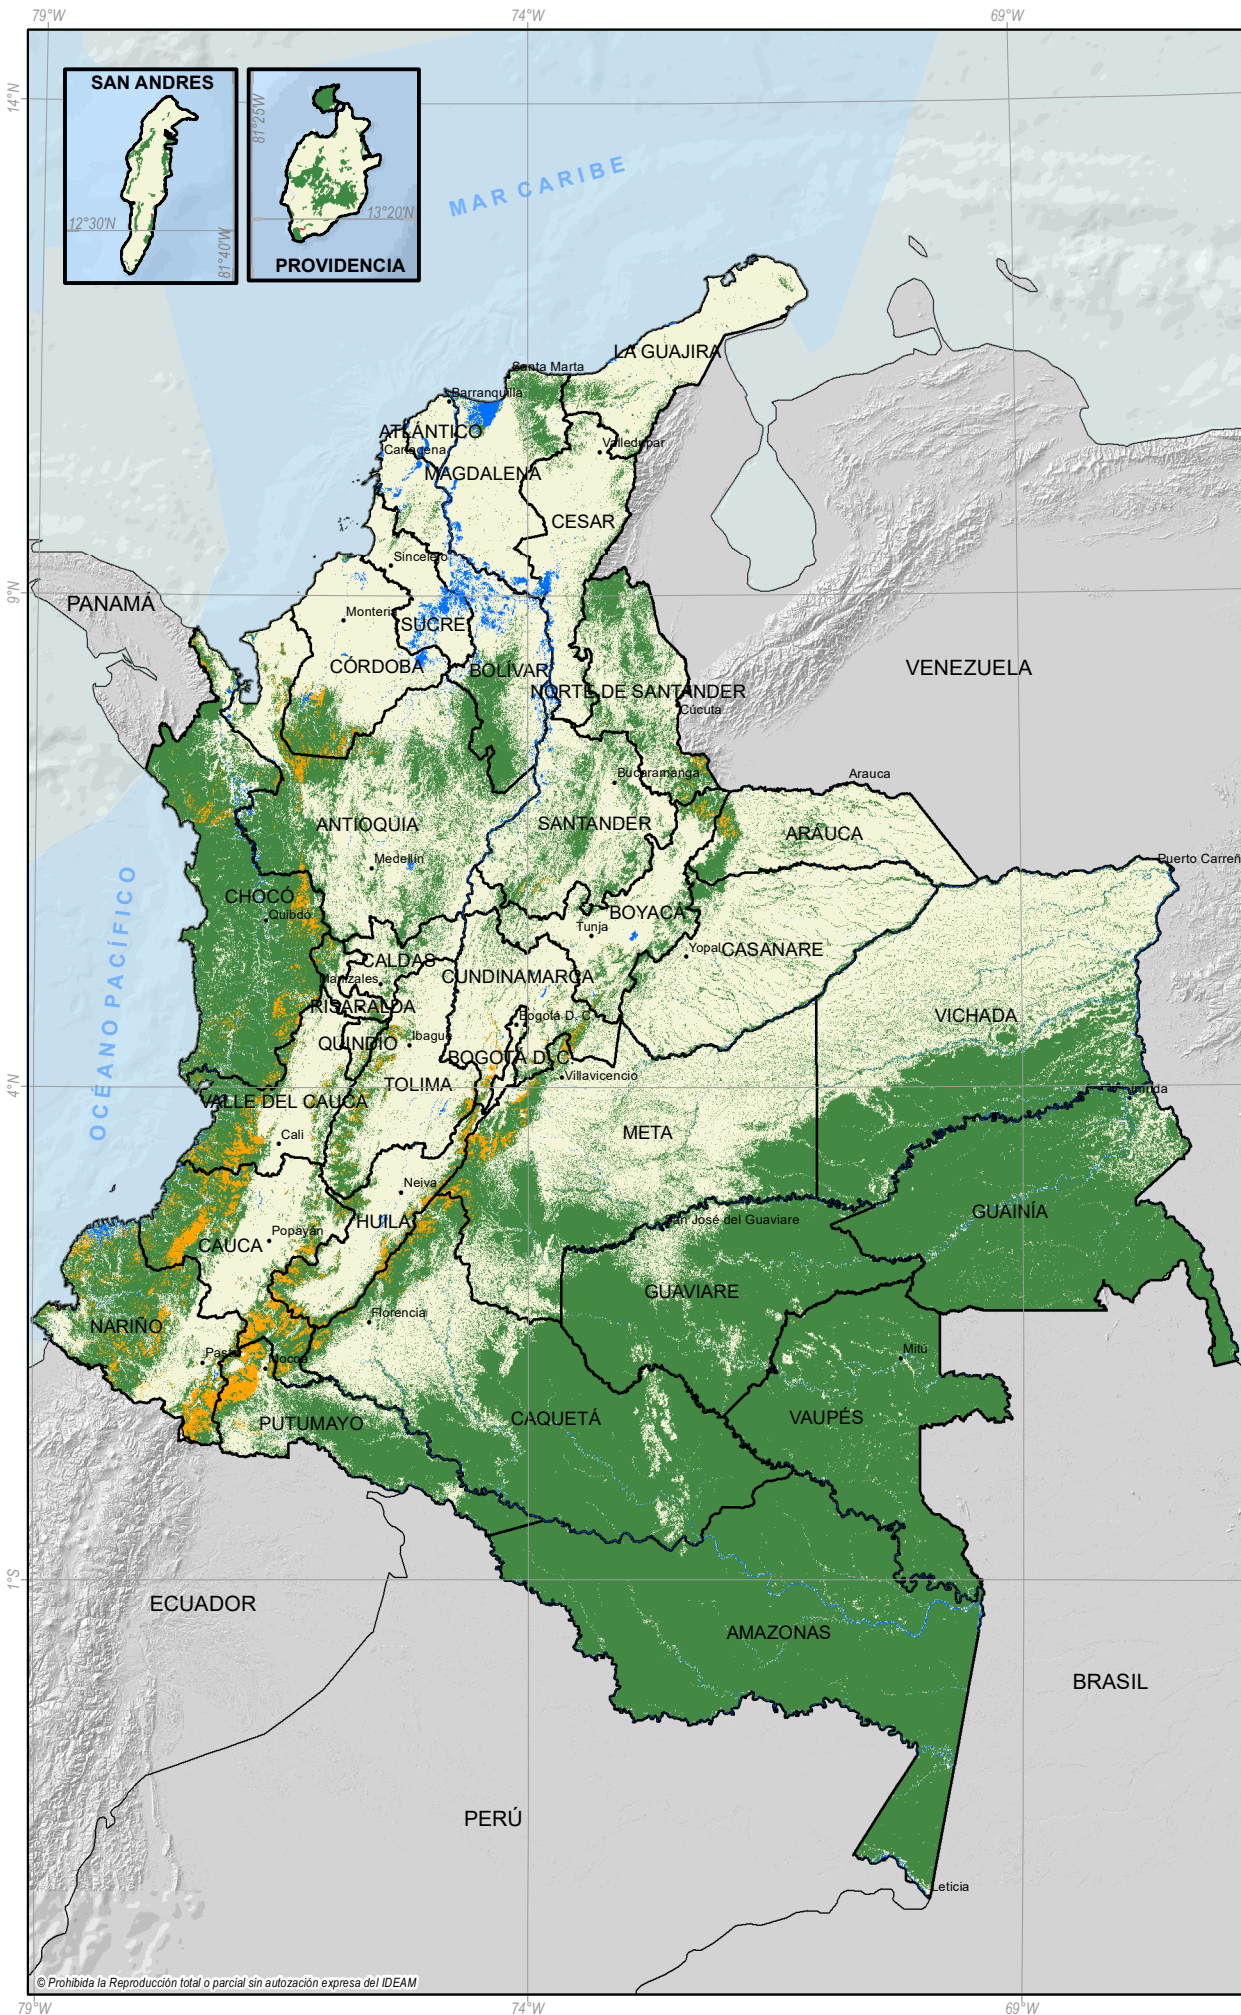 79°W
74°W
69°W
14°N
SAN ANDRES
12°30'N
81°40'W
81°25'W
13°20'N
PROVIDENCIA
MAR CARIBE
LA GUAJIRA
Santa Marta
Barranquilla
ATLÁNTICO
Cartagena
Valledupar
MAGDALENA
CESAR
Sincelejo
9°N
PANAMÁ
Montería
SUCRE
CÓRDOBA
BOLÍVAR
VENEZUELA
NORTE DE SANTANDER
Cúcuta
Bucaramanga
Arauca
ANTIOQUIA
SANTANDER
ARAUCA
Medellín
Puerto Carreñ
OCÉANO PACÍFICO
CHOCÓ
Quibdó
BOYACA
Tunja
Yopal
CASANARE
CALDAS
CUNDINAMARCA
Manizales
RISARALDA
Bogotá D. C.
VICHADA
QUINDIO
Ibagué
BOGOTÁ D. C.
TOLIMA
Villavicencio
4°N
VALLE DEL CAUCA
Inírida
META
Cali
Neiva
HUILA
GUAINÍA
San José del Guaviare
Popayán
CAUCA
GUAVIARE
Florencia
NARIÑO
Pasto
Mocoa
Mitú
PUTUMAYO
CAQUETÁ
VAUPÉS
1°S
ECUADOR
AMAZONAS
BRASIL
PERÚ
Leticia
© Prohibida la Reproducción total o parcial sin autozación expresa del IDEAM
79°W
74°W
69°W